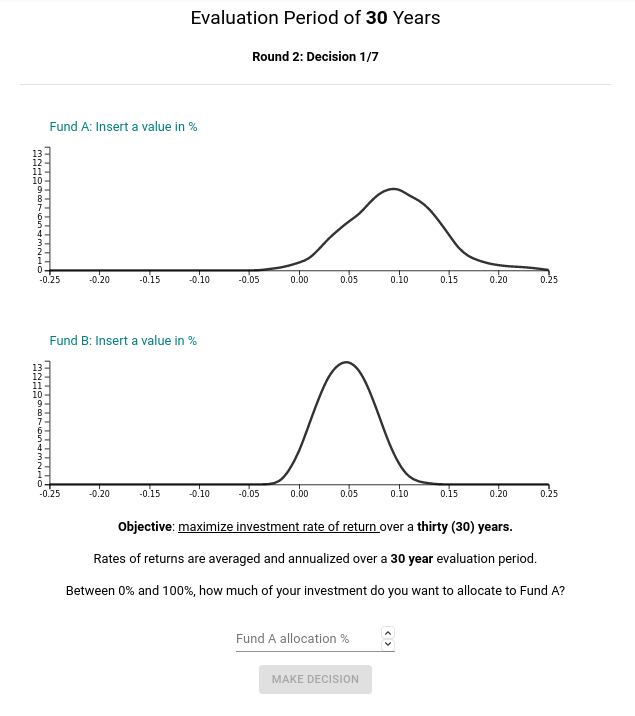 Evaluation Period of 30 Years
Round 2: Decision 1/7
Fund A: Insert a value in %
13
12
11
10
9
8
7
6
5
4
3
2
1
0
-0.25 -0.20 -0.15 -0.10 -0.05 0.00 0.05 0.10 0.15 0.20 0.25
Fund B: Insert a value in %
13
12
11
10
9
8
7
6
5
4
3
2
1
0
-0.25 -0.20 -0.15 -0.10 -0.05 0.00 0.05 0.10 0.15 0.20 0.25
Objective: maximize investment rate of return over a thirty (30) years.
Rates of returns are averaged and annualized over a 30 year evaluation period.
Between 0% and 100%, how much of your investment do you want to allocate to Fund A?
Fund A allocation %
MAKE DECISION